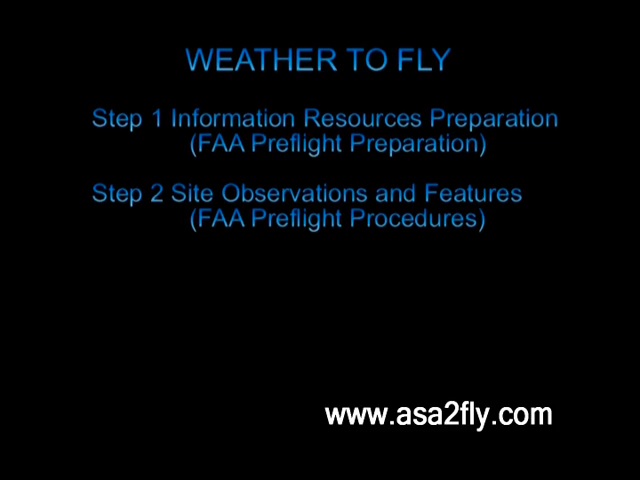 WEATHER TO FLY
Step 1 Information Resources Preparation
(FAA Preflight Preparation)
Step 2 Site Observations and Features
(FAA Preflight Procedures)
www.asa2fly.com